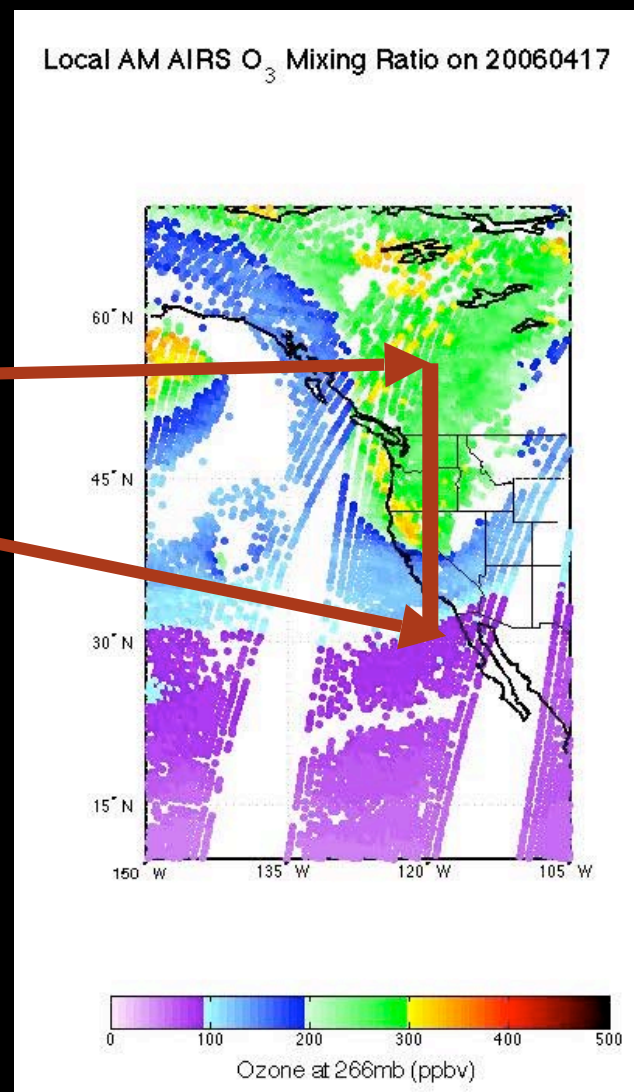 Local AM AIRS O3 Mixing Ratio on 20060417
60° N
45° N
30° N
15° N
150° W 135° W 120° W 105° W
0 100 200 300 400 500
Ozone at 266mb (ppbv)